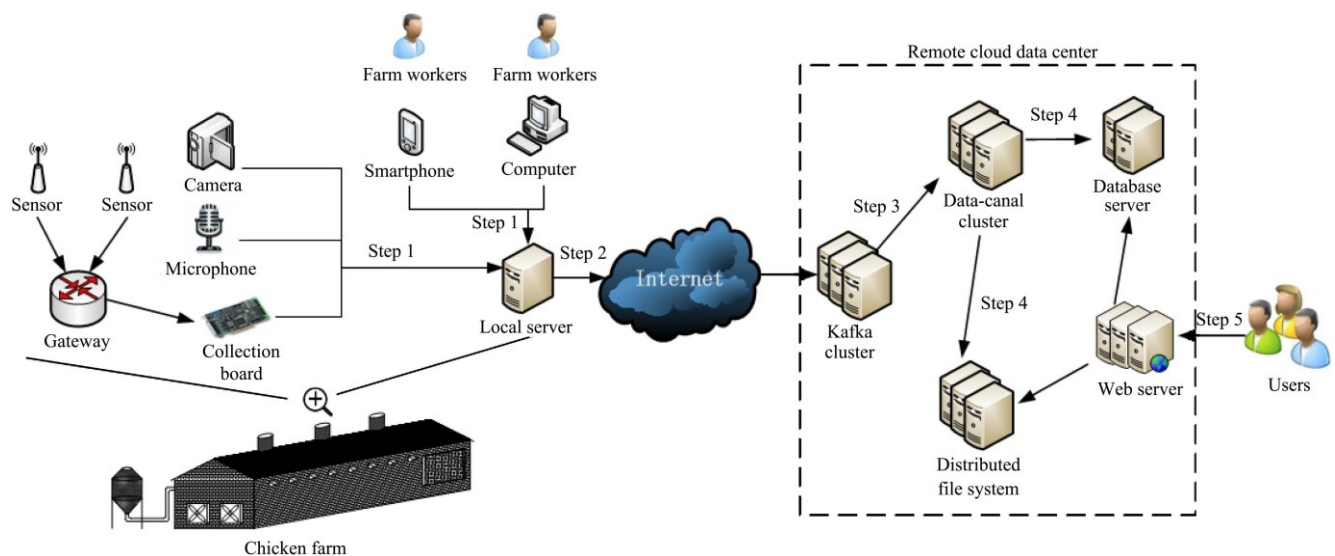 Farm workers
Farm workers
Remote cloud data center
Step 4
Smartphone
Computer
Camera
Sensor
Sensor
Data-canal
cluster
Database
server
Step 3
Step 1
Microphone
Step 1
Step 2
Internet
Gateway
Collection
board
Local server
Kafka
cluster
Step 4
Step 5
Web server
Users
Distributed
file system
Chicken farm